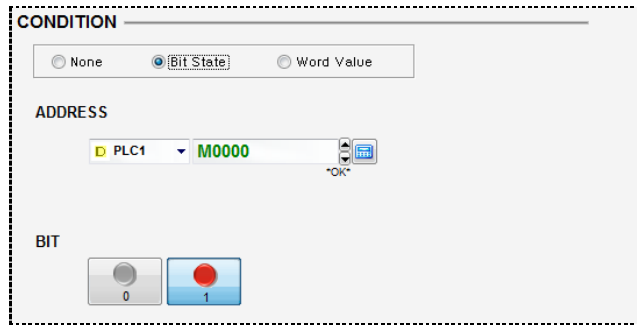 CONDITION
None Bit State Word Value
ADDRESS
D PLC1 M0000
*OK*
BIT
0 1